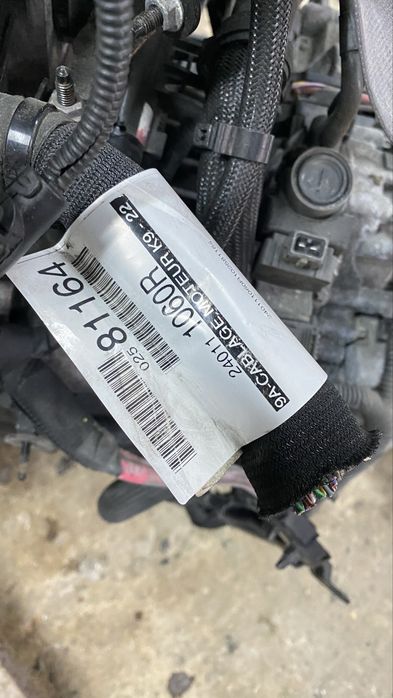 9A-CABLAGE MOTEUR K9 - 22
24011 1060R
025 81164